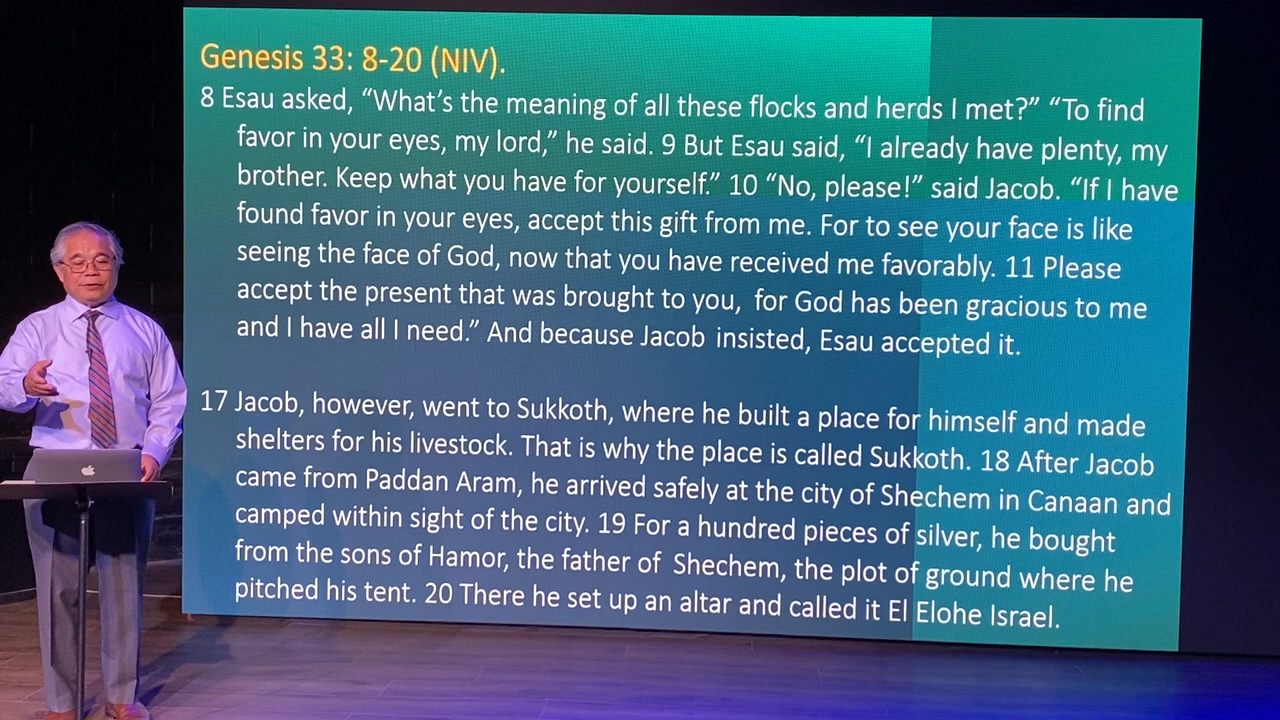 Genesis 33: 8-20 (NIV).
8 Esau asked, “What’s the meaning of all these flocks and herds I met?” “To find
favor in your eyes, my lord,” he said. 9 But Esau said, “I already have plenty, my
brother. Keep what you have for yourself.” 10 “No, please!” said Jacob. “If I have
found favor in your eyes, accept this gift from me. For to see your face is like
seeing the face of God, now that you have received me favorably. 11 Please
accept the present that was brought to you, for God has been gracious to me
and I have all I need.” And because Jacob insisted, Esau accepted it.
17 Jacob, however, went to Sukkoth, where he built a place for himself and made
shelters for his livestock. That is why the place is called Sukkoth. 18 After Jacob
came from Paddan Aram, he arrived safely at the city of Shechem in Canaan and
camped within sight of the city. 19 For a hundred pieces of silver, he bought
from the sons of Hamor, the father of Shechem, the plot of ground where he
pitched his tent. 20 There he set up an altar and called it El Elohe Israel.